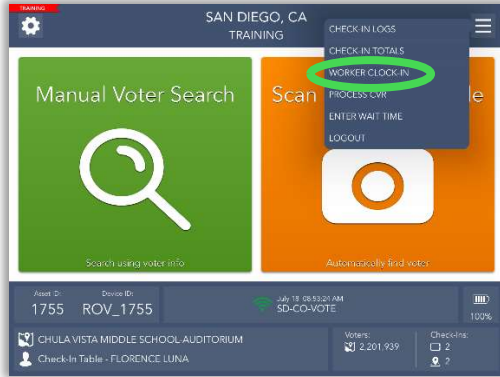 TRAINING
SAN DIEGO, CA
TRAINING
CHECK-IN LOGS
CHECK-IN TOTALS
WORKER CLOCK-IN
PROCESS CVR
ENTER WAIT TIME
LOGOUT
Manual Voter Search
Search using voter info
Scan
Automatically find voter
Asset ID:
1755
Device ID:
ROV_1755
July 18 08:53:24 AM
SD-CO-VOTE
100%
CHULA VISTA MIDDLE SCHOOL AUDITORIUM
Check-In Table - FLORENCE LUNA
Voters:
2,201,939
Check-Ins:
2
2